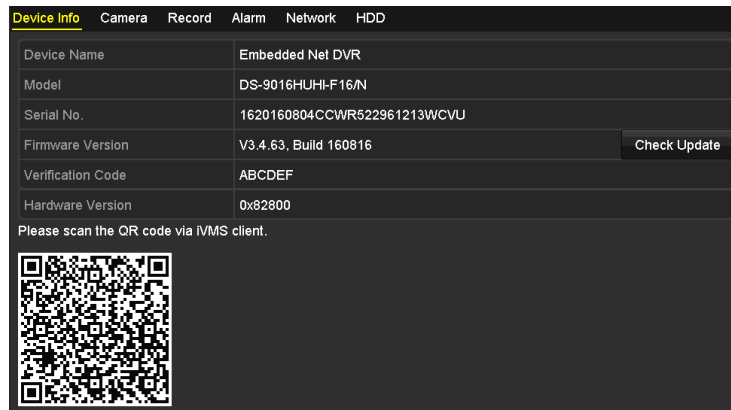 Device Info Camera Record Alarm Network HDD
Device Name Embedded Net DVR
Model DS-9016HUHI-F16/N
Serial No. 1620160804CCWR522961213WCVU
Firmware Version V3.4.63, Build 160816 Check Update
Verification Code ABCDEF
Hardware Version 0x82800
Please scan the QR code via iVMS client.